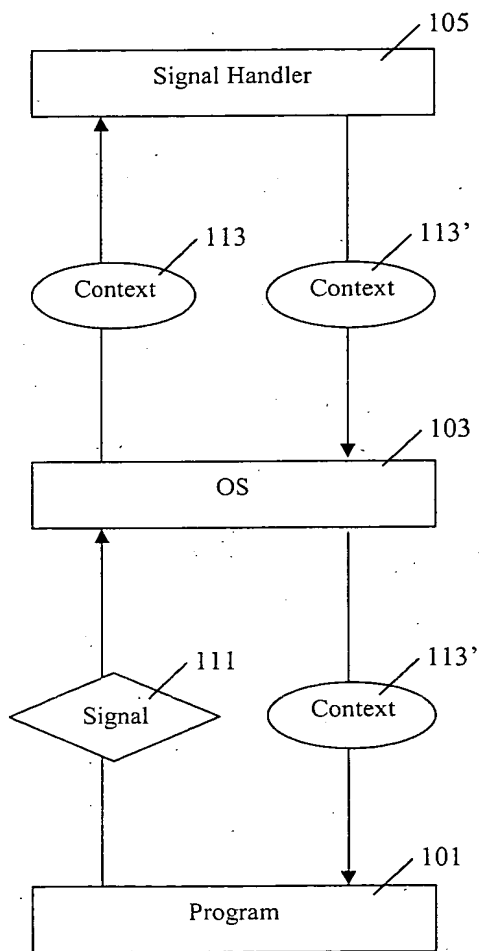 105
Signal Handler
113
113’
Context
Context
103
OS
111
113’
Signal
Context
101
Program